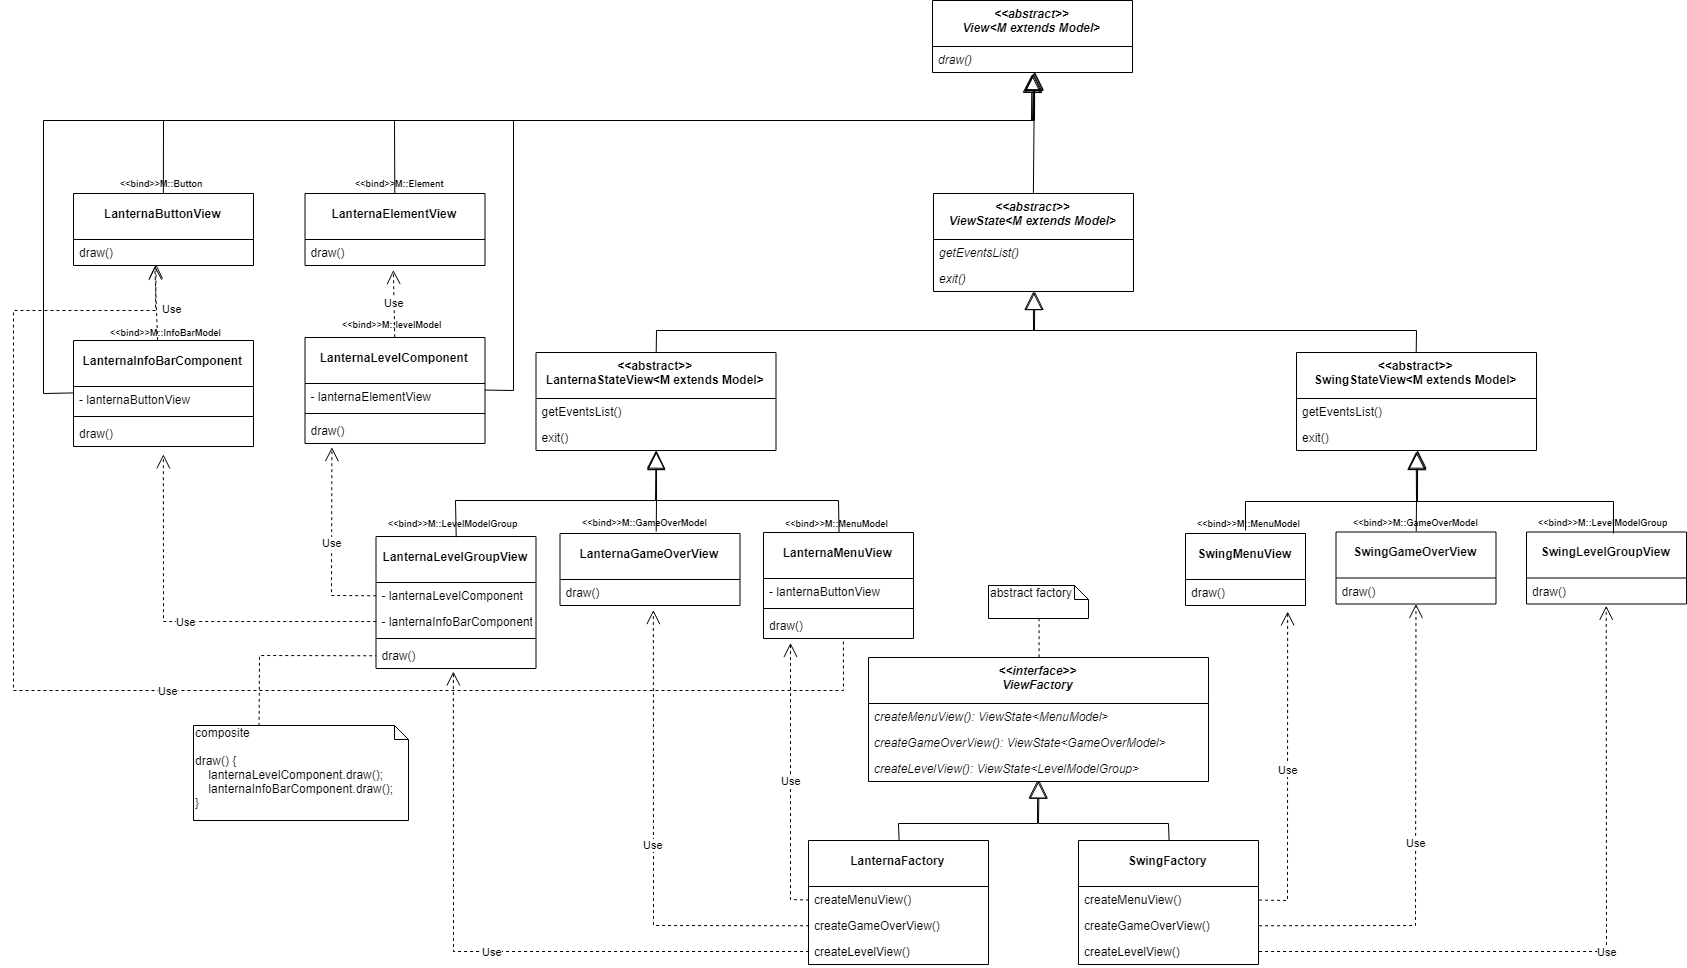 <<abstract>>
View<M extends Model>
draw()
<<bind>>M::Button
LanternaButtonView
draw()
<<bind>>M::Element
LanternaElementView
draw()
<<abstract>>
ViewState<M extends Model>
getEventsList()
exit()
Use
Use
<<bind>>M::InfoBarModel
LanternaInfoBarComponent
- lanternaButtonView
draw()
<<bind>>M::levelModel
LanternaLevelComponent
- lanternaElementView
draw()
<<abstract>>
LanternaStateView<M extends Model>
getEventsList()
exit()
<<abstract>>
SwingStateView<M extends Model>
getEventsList()
exit()
<<bind>>M::LevelModelGroup
LanternaLevelGroupView
- lanternaLevelComponent
- lanternaInfoBarComponent
draw()
<<bind>>M::GameOverModel
LanternaGameOverView
draw()
<<bind>>M::MenuModel
LanternaMenuView
- lanternaButtonView
draw()
<<bind>>M::MenuModel
SwingMenuView
draw()
<<bind>>M::GameOverModel
SwingGameOverView
draw()
<<bind>>M::LevelModelGroup
SwingLevelGroupView
draw()
Use
Use
Use
abstract factory
<<interface>>
ViewFactory
createMenuView(): ViewState<MenuModel>
createGameOverView(): ViewState<GameOverModel>
createLevelView(): ViewState<LevelModelGroup>
composite
draw() {
lanternaLevelComponent.draw();
lanternaInfoBarComponent.draw();
}
Use
Use
Use
Use
LanternaFactory
createMenuView()
createGameOverView()
createLevelView()
SwingFactory
createMenuView()
createGameOverView()
createLevelView()
Use
Use